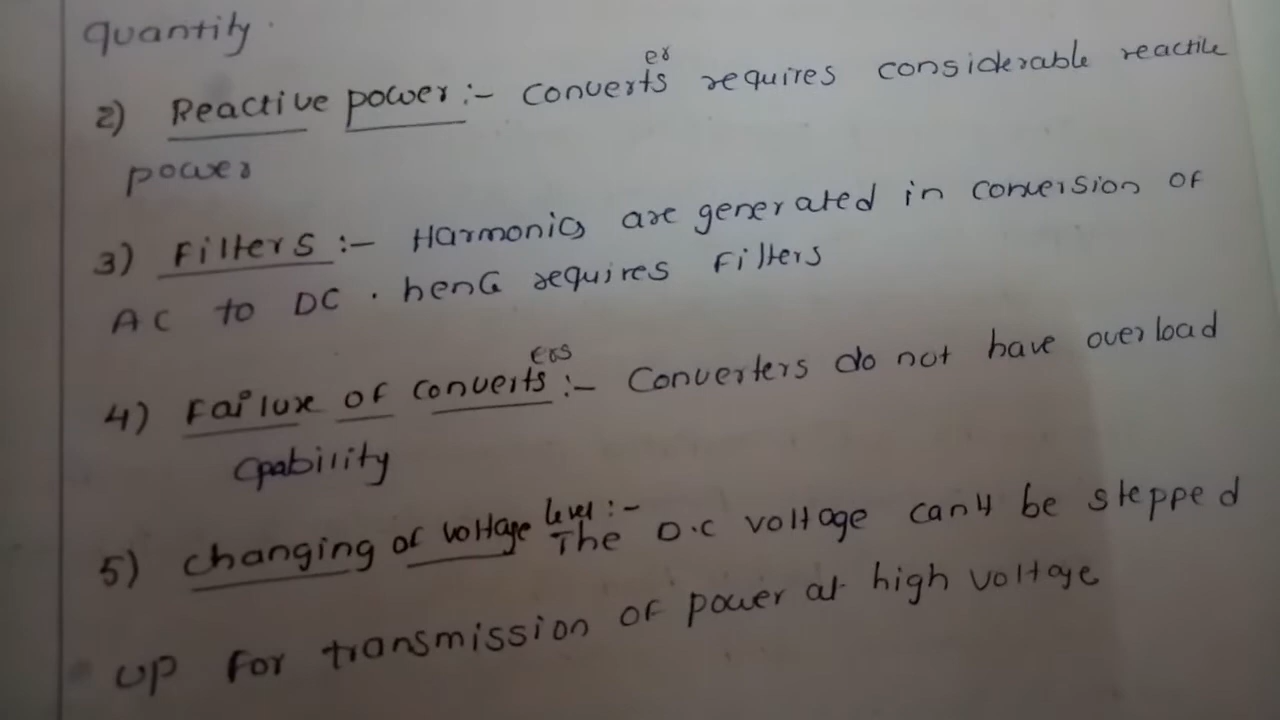 quantity.
2) Reactive power :- converters requires considerable reactive
power
3) Filters :- Harmonics are generated in conversion of
AC to DC . hence requires Filters
4) Failure of converters :- Converters do not have overload
cpability
5) changing of voltage level :- The D.C voltage can't be stepped
up for transmission of power at high voltage